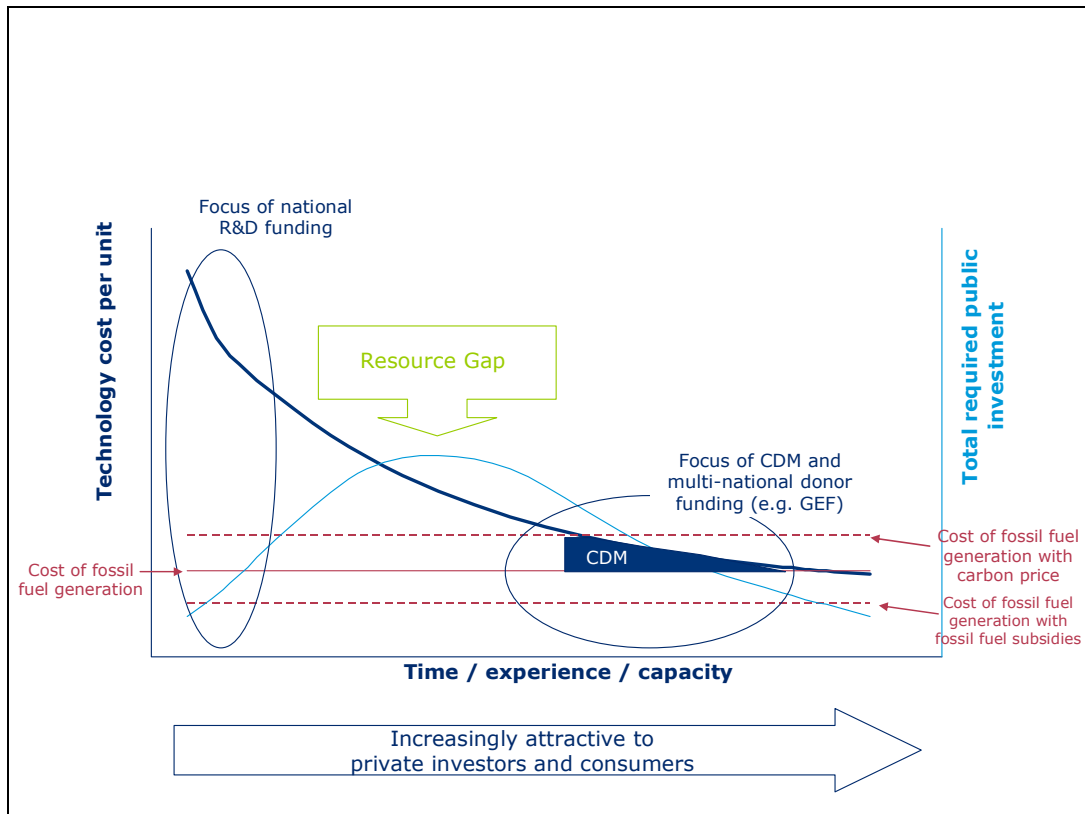 Focus of national
R&D funding
Technology cost per unit
Total required public
investment
Resource Gap
Focus of CDM and
multi-national donor
funding (e.g. GEF)
CDM
Cost of fossil
fuel generation
Cost of fossil fuel
generation with
carbon price
Cost of fossil fuel
generation with
fossil fuel subsidies
Time / experience / capacity
Increasingly attractive to
private investors and consumers